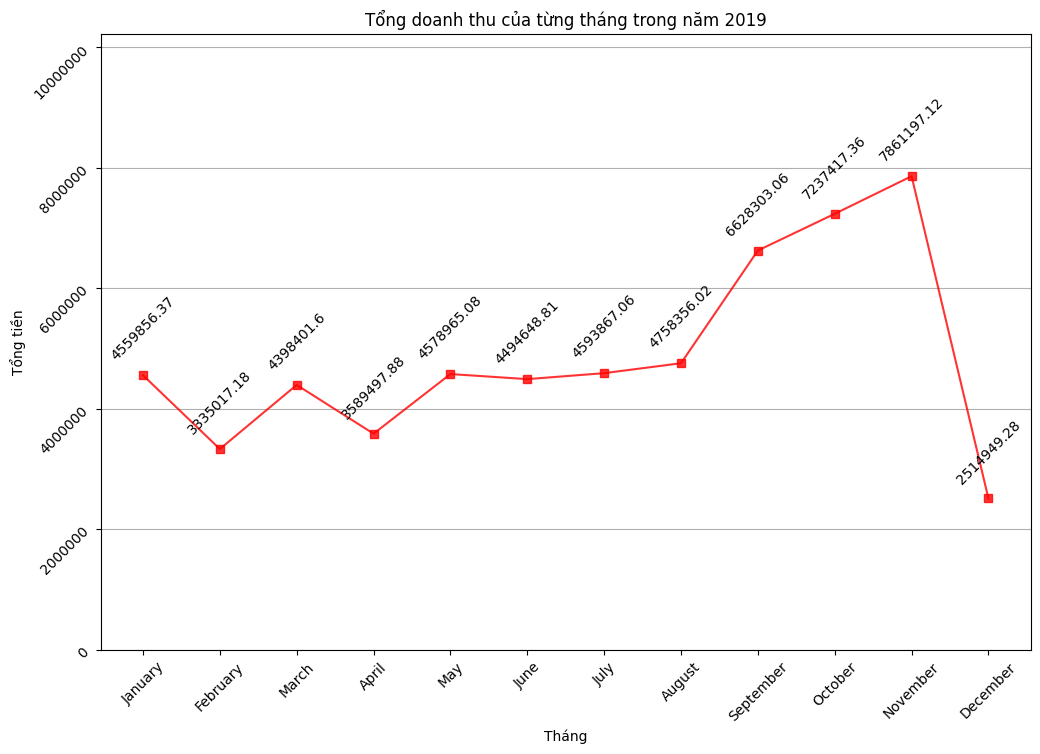 Tổng doanh thu của từng tháng trong năm 2019
Tổng tiền
10000000
8000000
6000000
4000000
2000000
0
4559856.37
3335017.18
4398401.6
3589497.88
4578965.08
4494648.81
4593867.06
4758356.02
6628303.06
7237417.36
7861197.12
2514949.28
January
February
March
April
May
June
July
August
September
October
November
December
Tháng